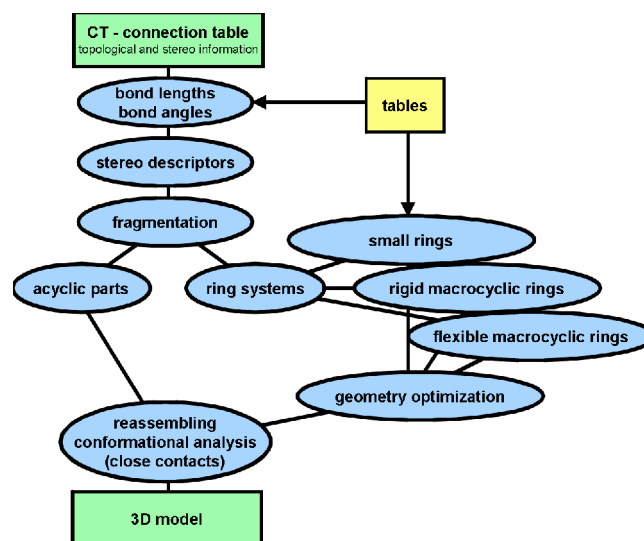 CT - connection table
topological and stereo information
bond lengths
bond angles
tables
stereo descriptors
fragmentation
small rings
acyclic parts
ring systems
rigid macrocyclic rings
flexible macrocyclic rings
geometry optimization
reassembling
conformational analysis
(close contacts)
3D model